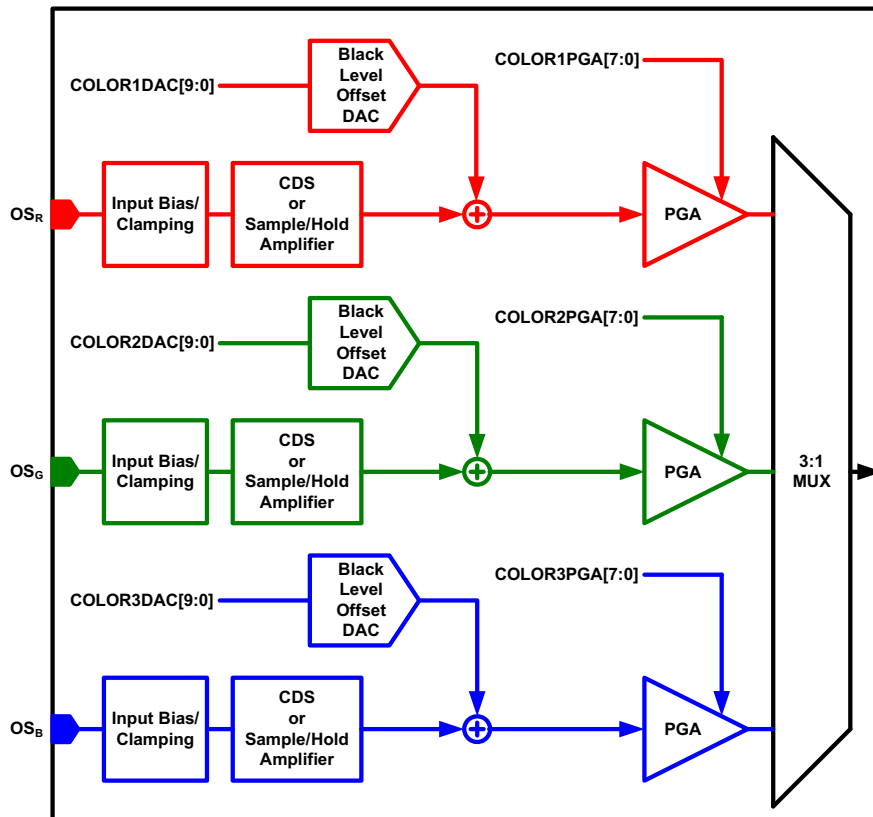 Black
Level
Offset
DAC
COLOR1DAC[9:0]
COLOR1PGA[7:0]
OSR
Input Bias/
Clamping
CDS
or
Sample/Hold
Amplifier
PGA
Black
Level
Offset
DAC
COLOR2DAC[9:0]
COLOR2PGA[7:0]
OSG
Input Bias/
Clamping
CDS
or
Sample/Hold
Amplifier
PGA
3:1
MUX
Black
Level
Offset
DAC
COLOR3DAC[9:0]
COLOR3PGA[7:0]
OSB
Input Bias/
Clamping
CDS
or
Sample/Hold
Amplifier
PGA